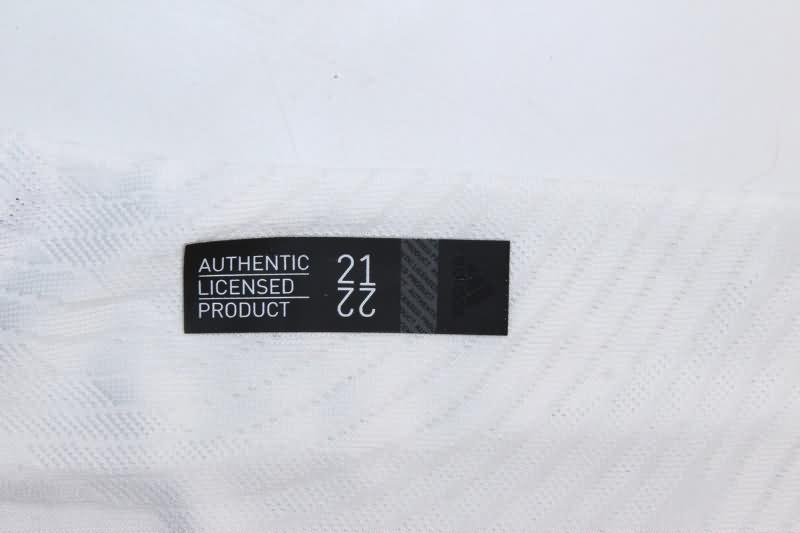 AUTHENTIC
LICENSED
PRODUCT
21
22